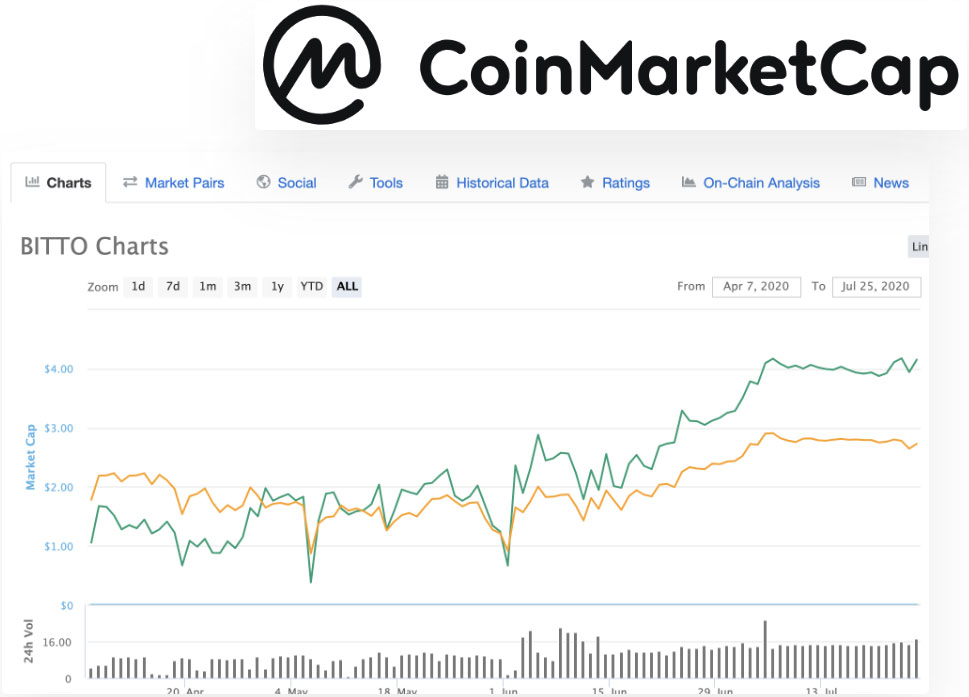 CoinMarketCap
Charts Market Pairs Social Tools Historical Data Ratings On-Chain Analysis News
BITTO Charts
Lin
Zoom 1d 7d 1m 3m 1y YTD ALL From Apr 7, 2020 To Jul 25, 2020
$4.00
$3.00
$2.00
$1.00
$0
Market Cap
16.00
0
24h Vol
20. Apr 4. May 18. May 1. Jun 15. Jun 29. Jun 13. Jul